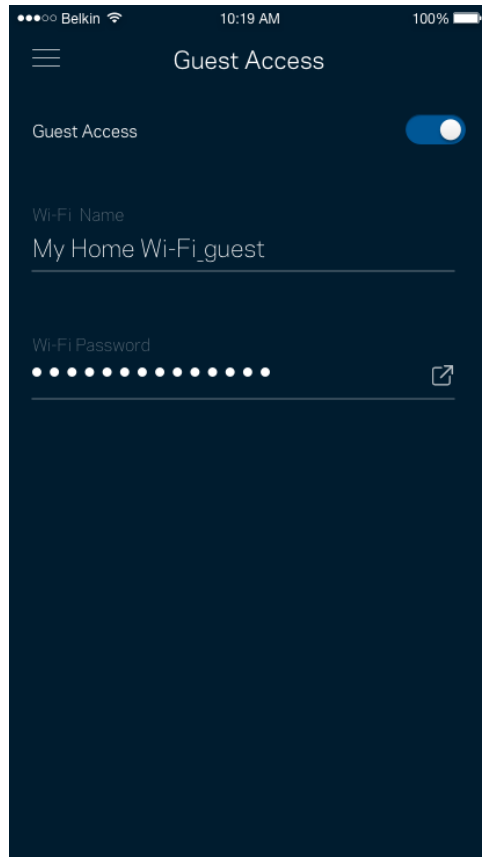 ●●●○○ Belkin 10:19 AM 100%
Guest Access
Guest Access
Wi-Fi Name
My Home Wi-Fi_guest
Wi-Fi Password
●●●●●●●●●●●●●●